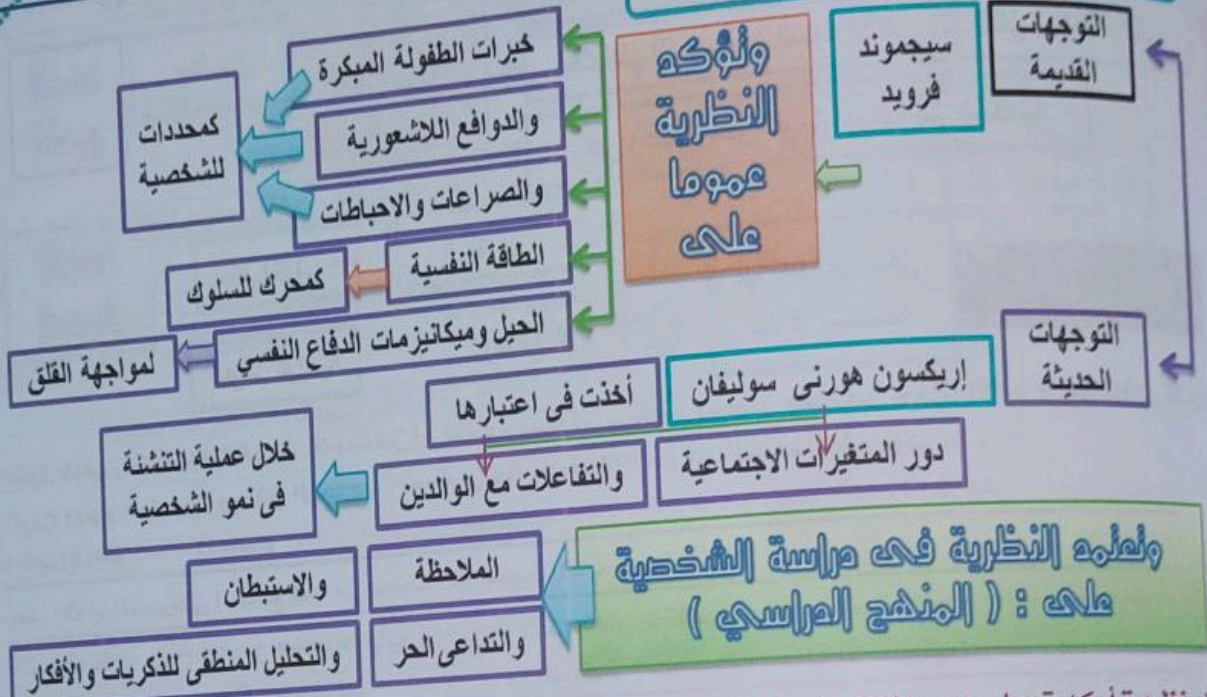 التوجهات
القديمة
سيجموند
فرويد
وتؤكد
النظرية
عموما
على
خبرات الطفولة المبكرة
والدوافع اللاشعورية
والصراعات والاحباطات
كمحددات
للشخصية
الطاقة النفسية
كمحرك للسلوك
الحيل وميكانيزمات الدفاع النفسي
لمواجهة القلق
التوجهات
الحديثة
إريكسون هورنى سوليفان
أخذت فى اعتبارها
دور المتغيرات الاجتماعية
والتفاعلات مع الوالدين
خلال عملية التنشئة
فى نمو الشخصية
وتعتمد النظرية فى دراسة الشخصية
على : ( المنهج الدراسي )
الملاحظة
والاستبطان
والتداعى الحر
والتحليل المنطقى للذكريات والأفكار